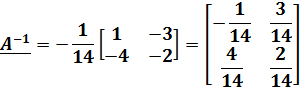 A⁻¹ = −1/14 [1 −3; −4 −2] = [−1/14 3/14; 4/14 2/14]